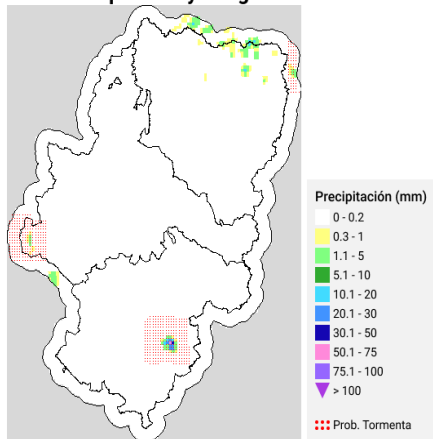 Precipitación (mm)
0 - 0.2
0.3 - 1
1.1 - 5
5.1 - 10
10.1 - 20
20.1 - 30
30.1 - 50
50.1 - 75
75.1 - 100
> 100
Prob. Tormenta